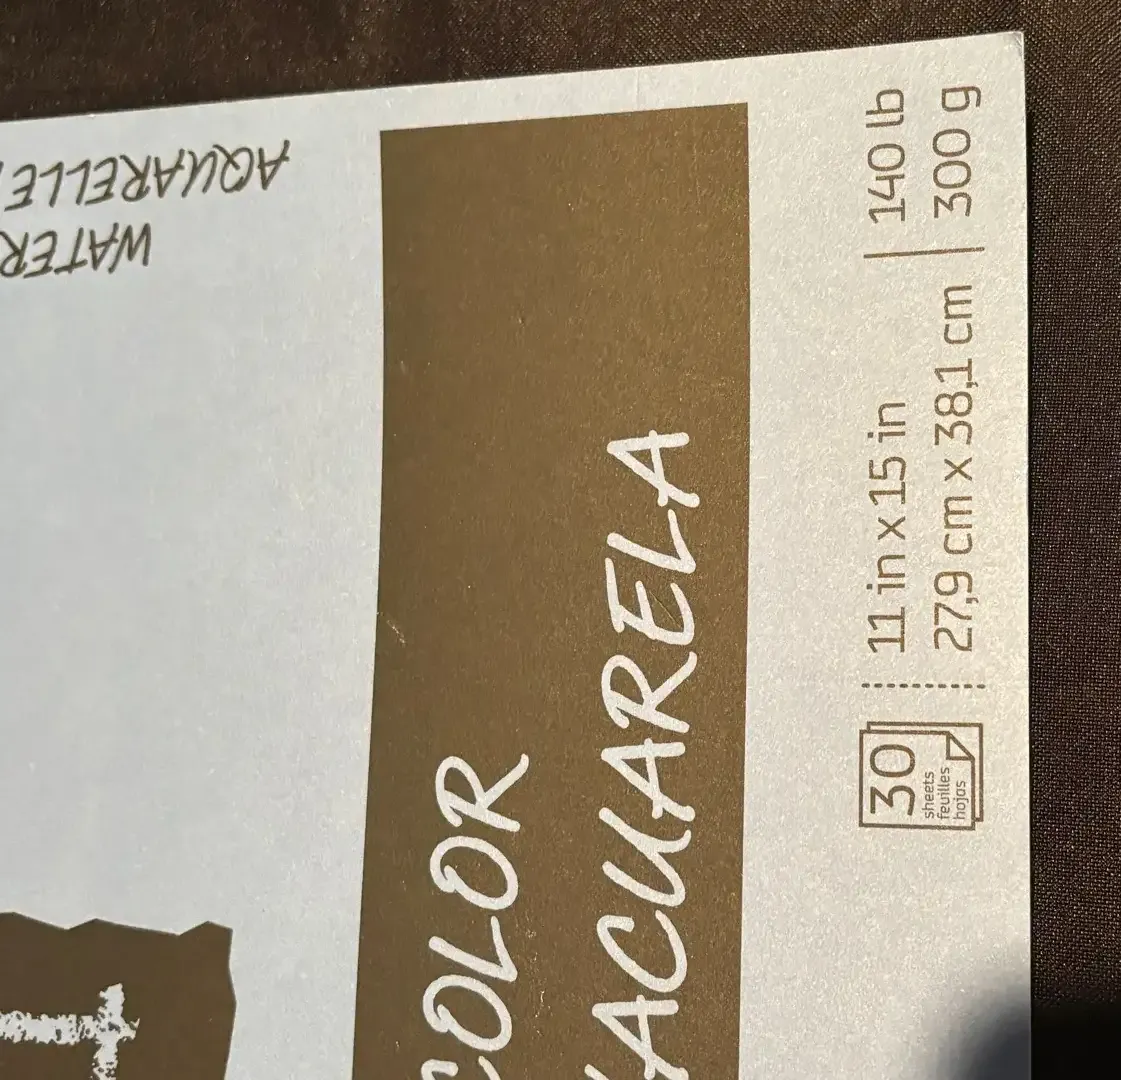 AQUARELLE
WATER
COLOR
ACUARELA
30
sheets
feuilles
hojas
11 in x 15 in | 140 lb
27,9 cm x 38,1 cm | 300 g